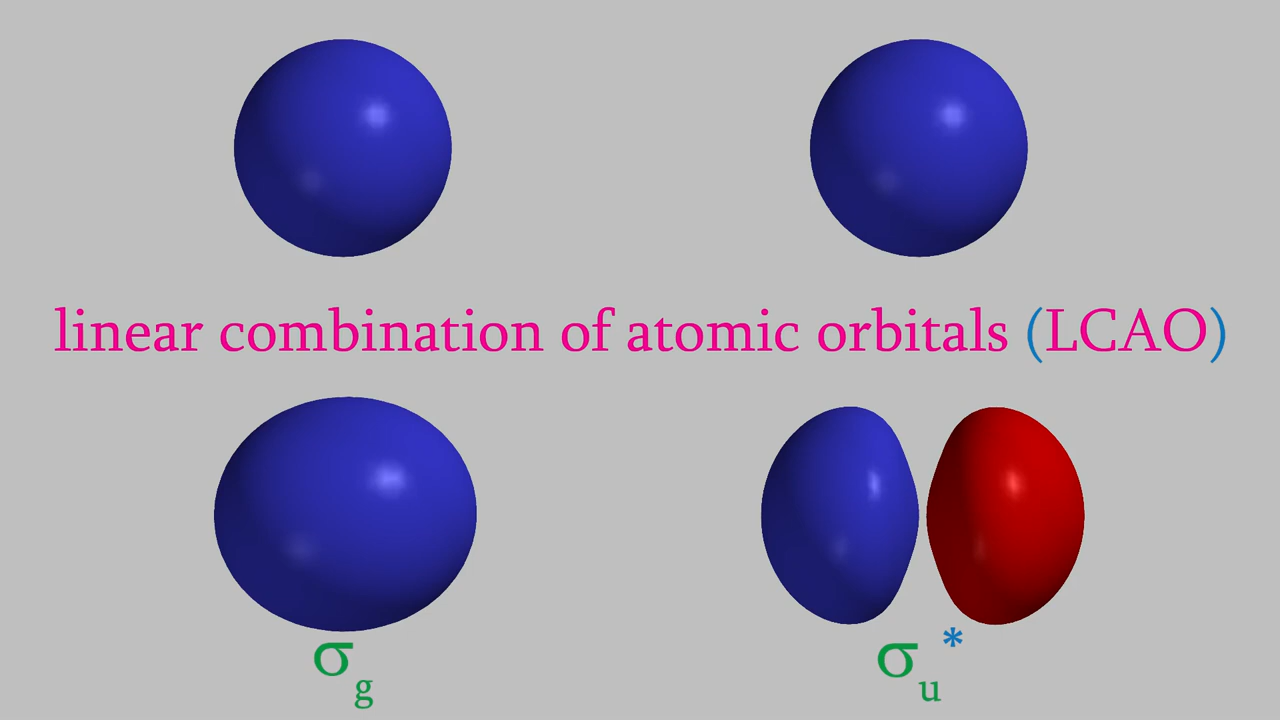 linear combination of atomic orbitals (LCAO)
σg σu*